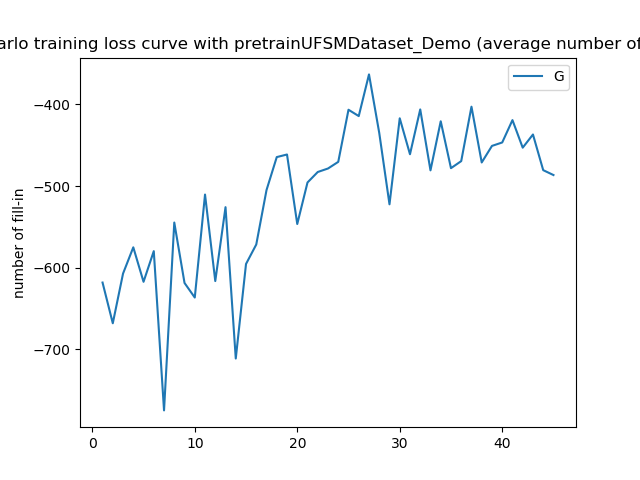 arlo training loss curve with pretrainUFSMDataset_Demo (average number of
G
−400
−500
−600
−700
number of fill-in
0 10 20 30 40